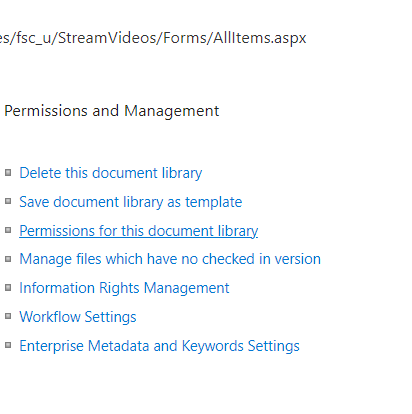 es/fsc_u/StreamVideos/Forms/AllItems.aspx
Permissions and Management
Delete this document library
Save document library as template
Permissions for this document library
Manage files which have no checked in version
Information Rights Management
Workflow Settings
Enterprise Metadata and Keywords Settings